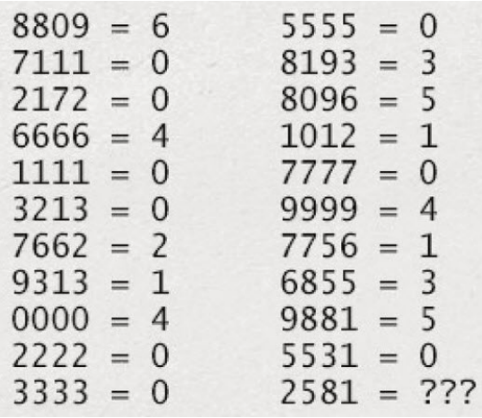 8809 = 6 5555 = 0
7111 = 0 8193 = 3
2172 = 0 8096 = 5
6666 = 4 1012 = 1
1111 = 0 7777 = 0
3213 = 0 9999 = 4
7662 = 2 7756 = 1
9313 = 1 6855 = 3
0000 = 4 9881 = 5
2222 = 0 5531 = 0
3333 = 0 2581 = ???